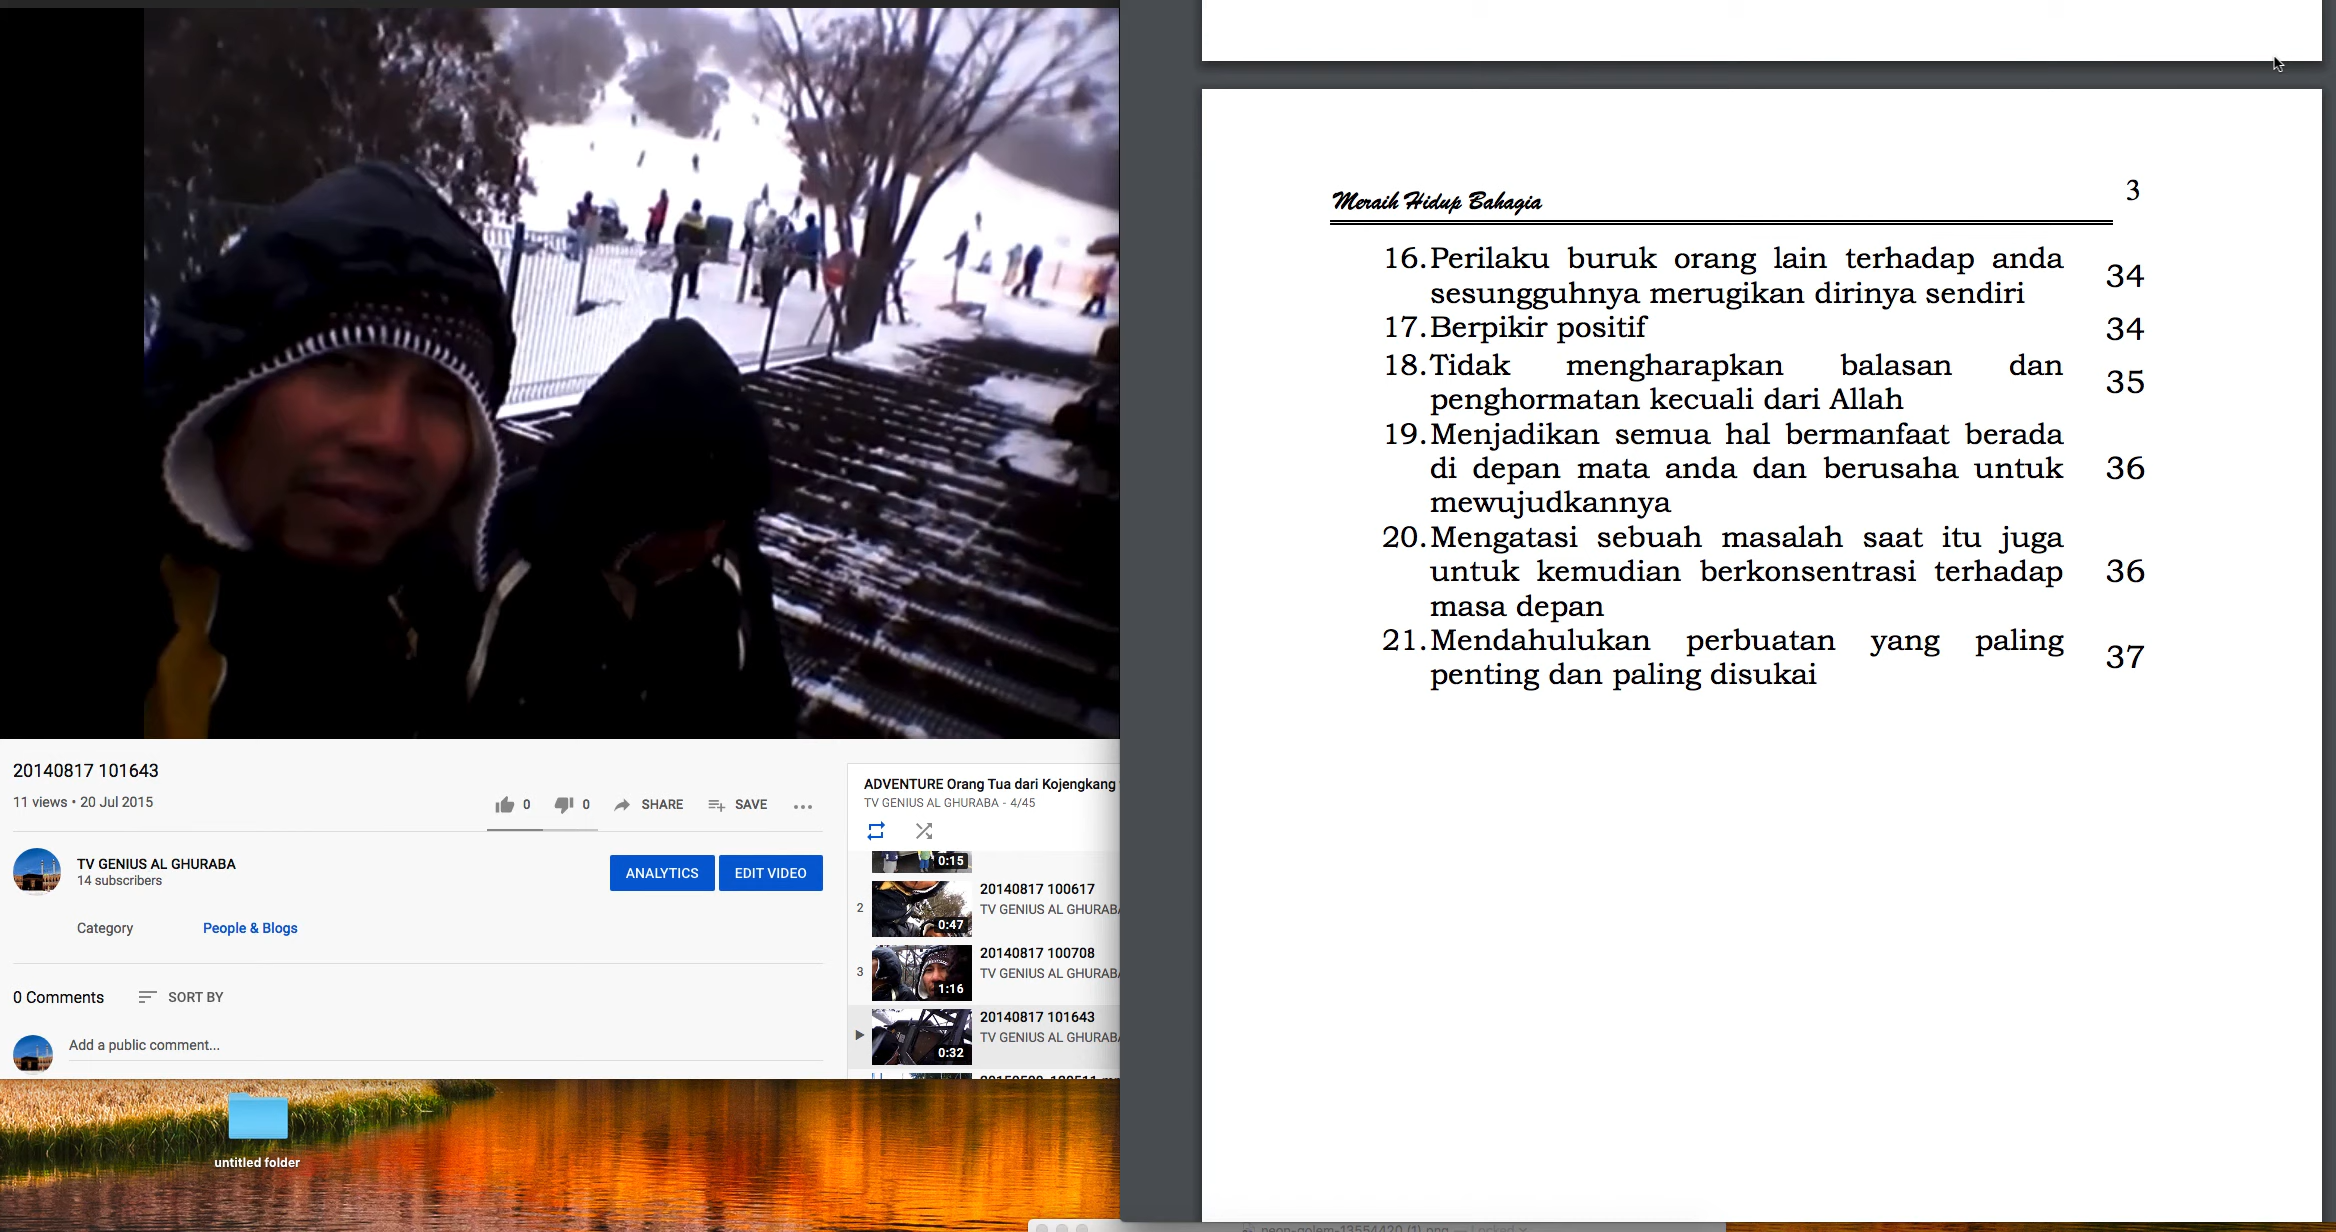 20140817 101643
11 views • 20 Jul 2015
0
0
SHARE
SAVE
TV GENIUS AL GHURABA
14 subscribers
ANALYTICS
EDIT VIDEO
Category
People & Blogs
0 Comments
SORT BY
Add a public comment...
ADVENTURE Orang Tua dari Kojengkang
TV GENIUS AL GHURABA - 4/45
0:15
2
0:47
20140817 100617
TV GENIUS AL GHURABA
3
1:16
20140817 100708
TV GENIUS AL GHURABA
0:32
20140817 101643
TV GENIUS AL GHURABA
untitled folder
Meraih Hidup Bahagia
3
16. Perilaku buruk orang lain terhadap anda
sesungguhnya merugikan dirinya sendiri
34
17. Berpikir positif
34
18. Tidak mengharapkan balasan dan
penghormatan kecuali dari Allah
35
19. Menjadikan semua hal bermanfaat berada
di depan mata anda dan berusaha untuk
mewujudkannya
36
20. Mengatasi sebuah masalah saat itu juga
untuk kemudian berkonsentrasi terhadap
masa depan
36
21. Mendahulukan perbuatan yang paling
penting dan paling disukai
37